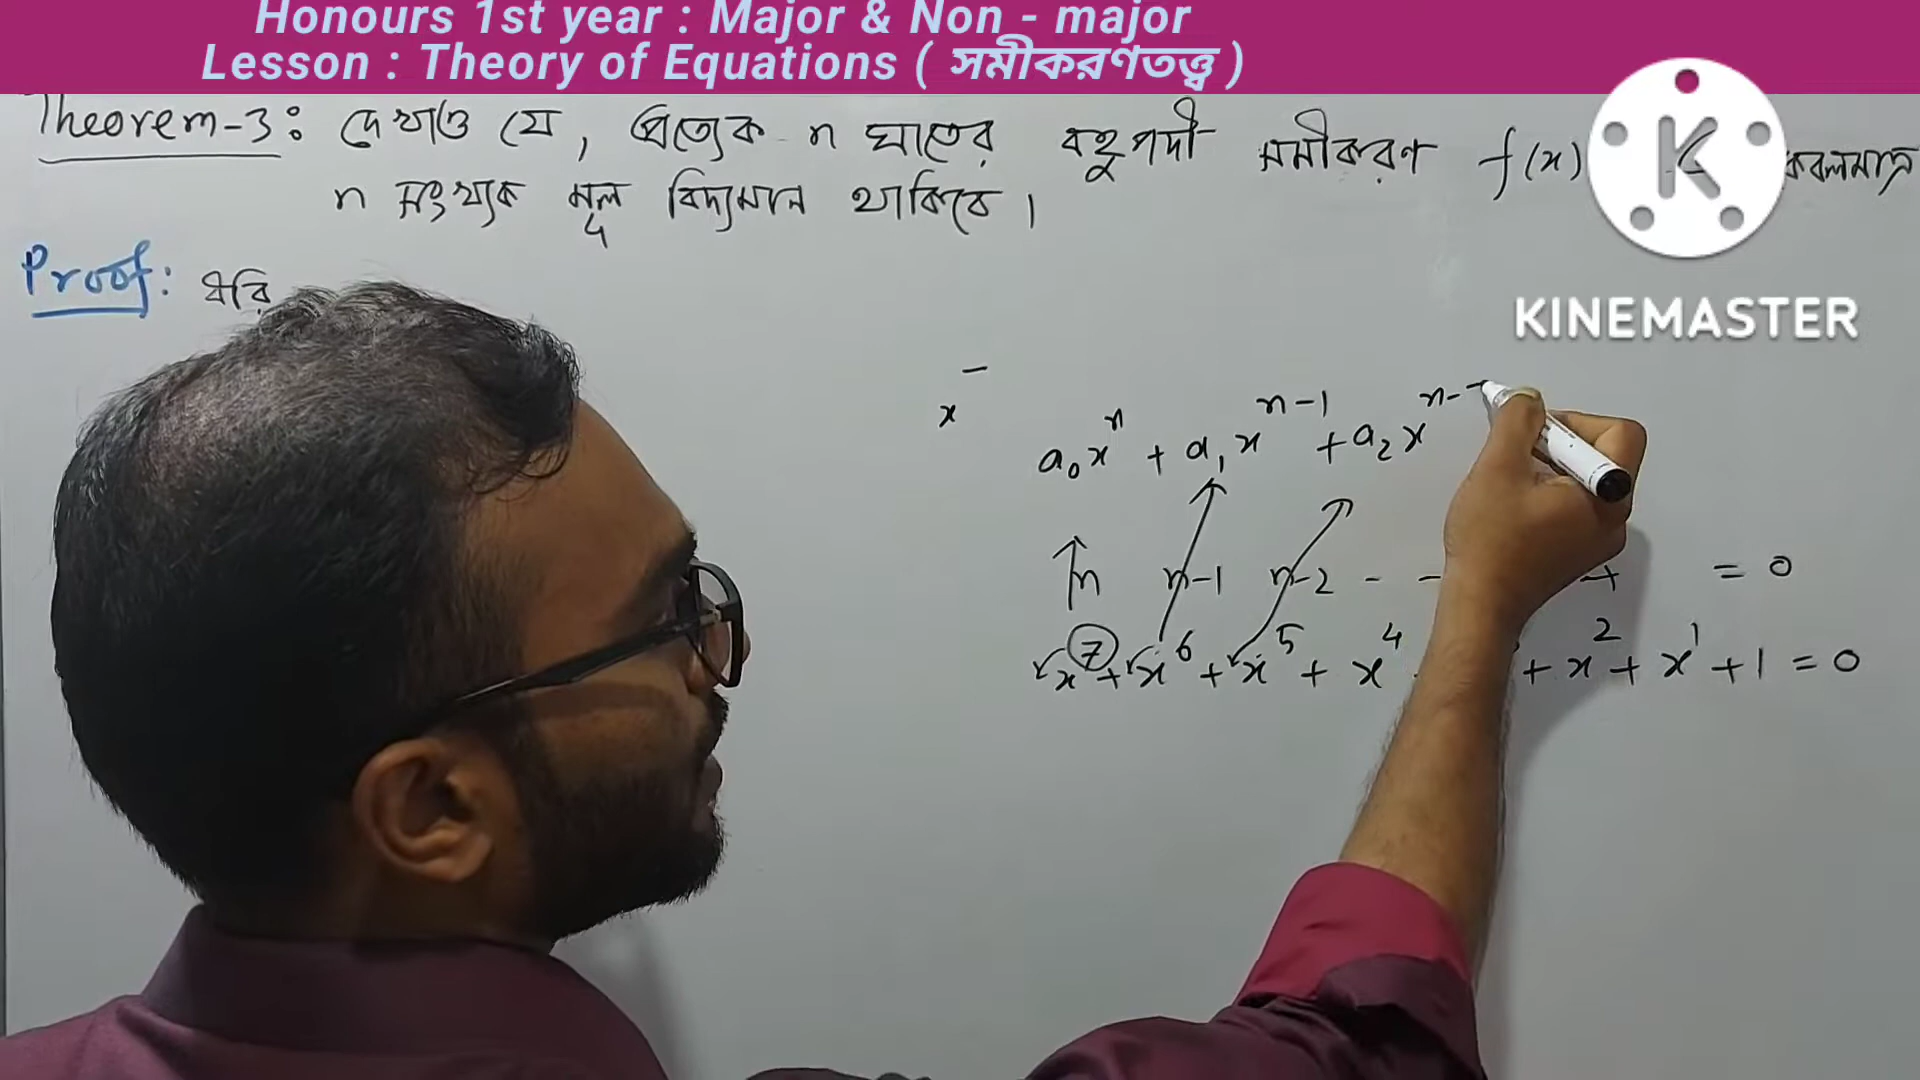 Honours 1st year : Major & Non - major
Lesson : Theory of Equations ( সমীকরণতত্ত্ব )
Theorem-3: দেখাও যে, প্রত্যেক n ঘাতের বহুপদী সমীকরণ f(x) কেবলমাত্র
n সংখ্যক মূল বিদ্যমান থাকিবে।
KINEMASTER
Proof: ধরি
x⁻
a₀xⁿ + a₁xⁿ⁻¹ + a₂xⁿ⁻
n n-1 n-2 - - + = 0
x⁷ + x⁶ + x⁵ + x⁴ + x² + x¹ + 1 = 0